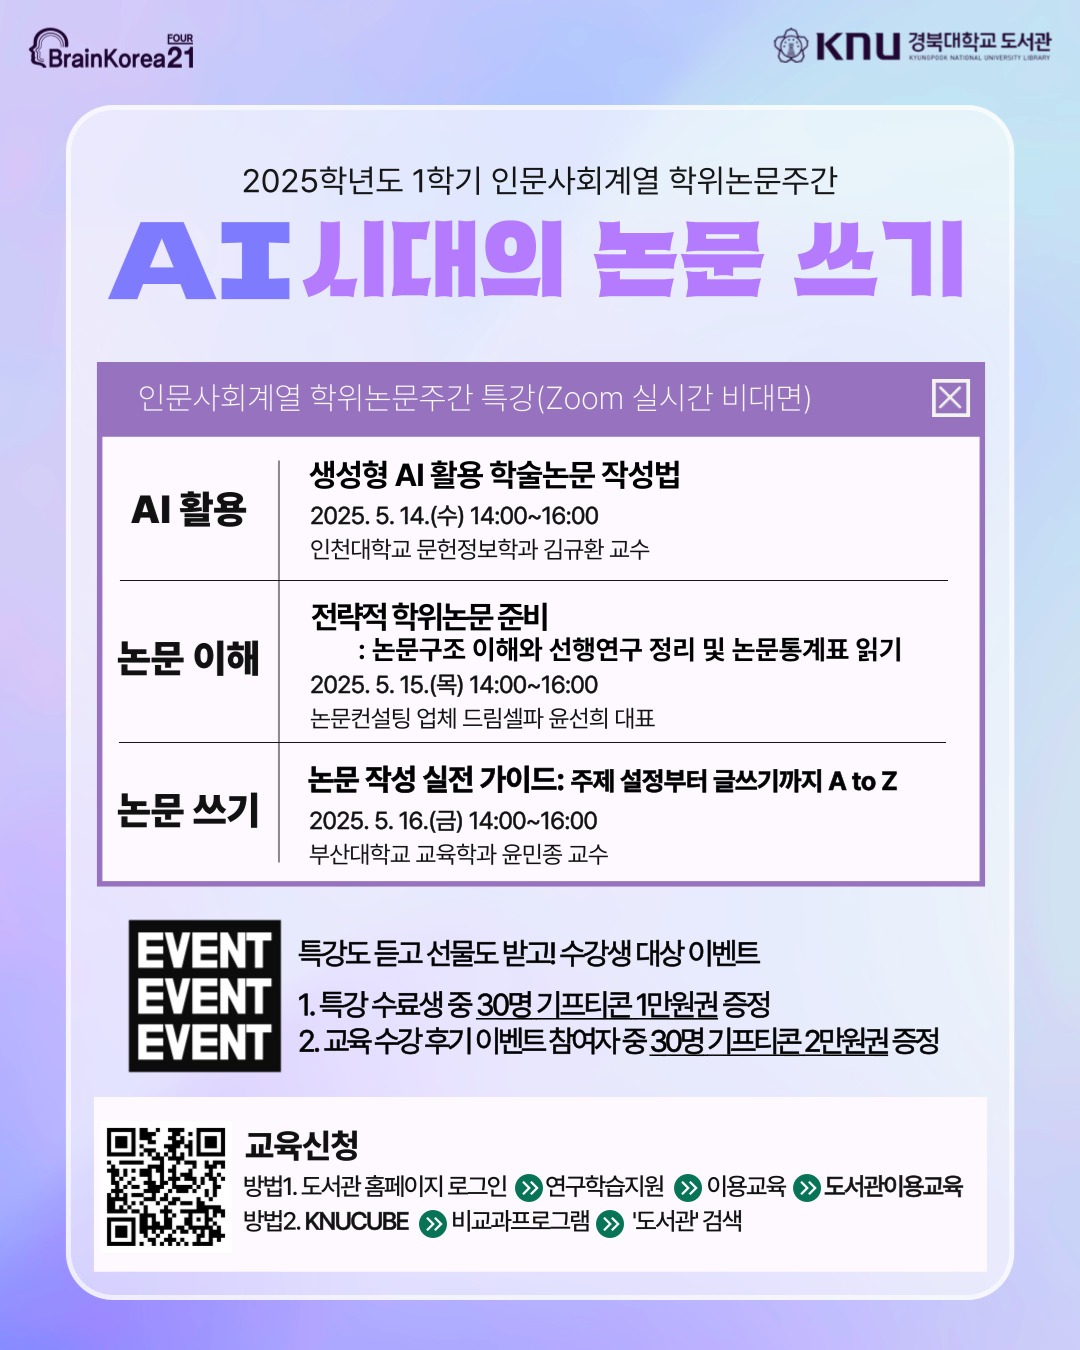 FOUR
BrainKorea21
KNU 경북대학교 도서관
KYUNGPOOK NATIONAL UNIVERSITY LIBRARY
2025학년도 1학기 인문사회계열 학위논문주간
AI 시대의 논문 쓰기
인문사회계열 학위논문주간 특강(Zoom 실시간 비대면)
AI 활용
생성형 AI 활용 학술논문 작성법
2025. 5. 14.(수) 14:00~16:00
인천대학교 문헌정보학과 김규환 교수
논문 이해
전략적 학위논문 준비
: 논문구조 이해와 선행연구 정리 및 논문통계표 읽기
2025. 5. 15.(목) 14:00~16:00
논문컨설팅 업체 드림셀파 윤선희 대표
논문 쓰기
논문 작성 실전 가이드: 주제 설정부터 글쓰기까지 A to Z
2025. 5. 16.(금) 14:00~16:00
부산대학교 교육학과 윤민종 교수
EVENT
EVENT
EVENT
특강도 듣고 선물도 받고! 수강생 대상 이벤트
1. 특강 수료생 중 30명 기프티콘 1만원권 증정
2. 교육 수강 후기 이벤트 참여자 중 30명 기프티콘 2만원권 증정
교육신청
방법1. 도서관 홈페이지 로그인 » 연구학습지원 » 이용교육 » 도서관이용교육
방법2. KNUCUBE » 비교과프로그램 » '도서관' 검색